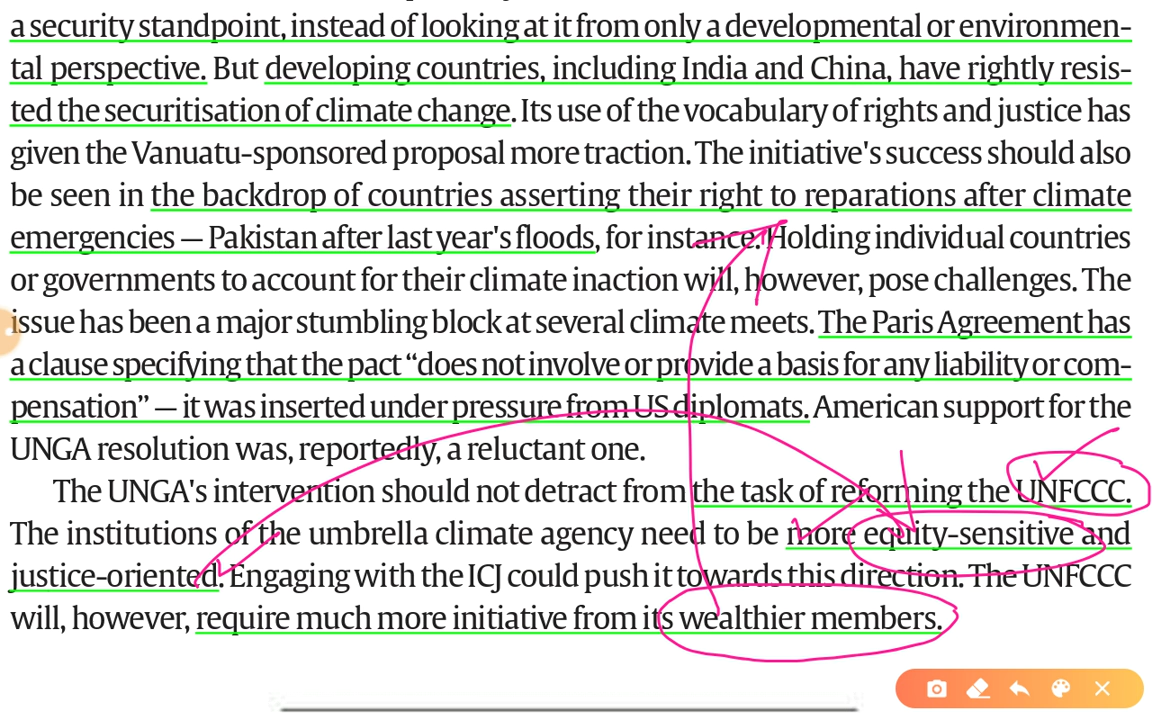 a security standpoint, instead of looking at it from only a developmental or environmen-
tal perspective. But developing countries, including India and China, have rightly resis-
ted the securitisation of climate change. Its use of the vocabulary of rights and justice has
given the Vanuatu-sponsored proposal more traction. The initiative's success should also
be seen in the backdrop of countries asserting their right to reparations after climate
emergencies — Pakistan after last year's floods, for instance. Holding individual countries
or governments to account for their climate inaction will, however, pose challenges. The
issue has been a major stumbling block at several climate meets. The Paris Agreement has
a clause specifying that the pact “does not involve or provide a basis for any liability or com-
pensation” — it was inserted under pressure from US diplomats. American support for the
UNGA resolution was, reportedly, a reluctant one.
The UNGA's intervention should not detract from the task of reforming the UNFCCC.
The institutions of the umbrella climate agency need to be more equity-sensitive and
justice-oriented. Engaging with the ICJ could push it towards this direction. The UNFCCC
will, however, require much more initiative from its wealthier members.